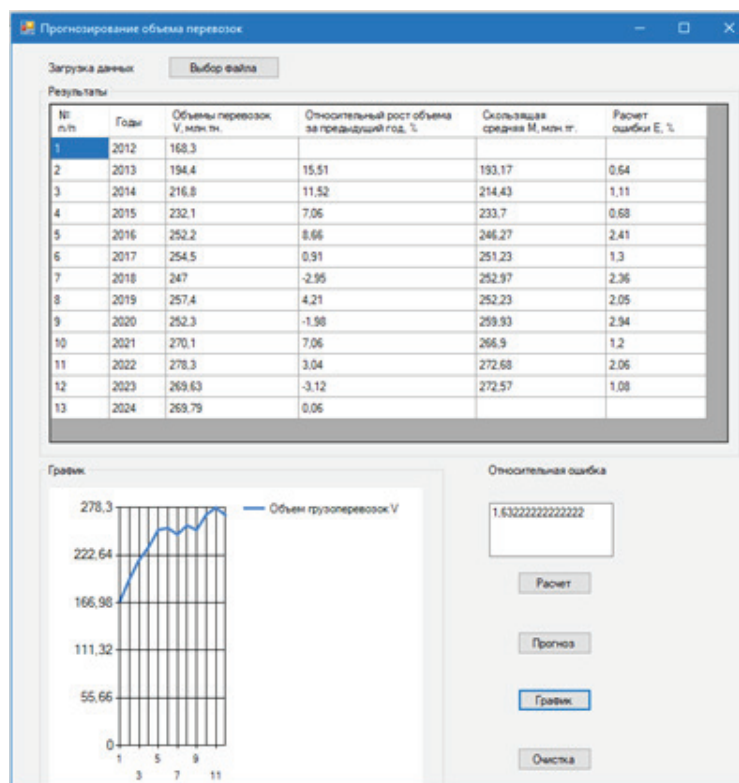 Прогнозирование объема перевозок
Загрузка данных Выбор файла
Результаты
№ п/п Годы Объемы перевозок V, млн.тн. Относительный рост объема за предыдущий год, % Скользящая средняя M, млн.тг. Расчет ошибки E, %
1 2012 168,3
2 2013 194,4 15,51 193,17 0,64
3 2014 216,8 11,52 214,43 1,11
4 2015 232,1 7,06 233,7 0,68
5 2016 252,2 8,66 246,27 2,41
6 2017 254,5 0,91 251,23 1,3
7 2018 247 -2,95 252,97 2,36
8 2019 257,4 4,21 252,23 2,05
9 2020 252,3 -1,98 259,93 2,94
10 2021 270,1 7,06 266,9 1,2
11 2022 278,3 3,04 272,68 2,06
12 2023 269,63 -3,12 272,57 1,08
13 2024 269,79 0,06
График
278,3
222,64
166,98
111,32
55,66
0
1 5 9
3 7 11
Объем грузоперевозок V
Относительная ошибка
1,63222222222222
Расчет
Прогноз
График
Очистка